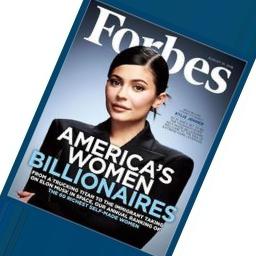 Forbes
AMERICA'S
WOMEN
BILLIONAIRES
FROM A TRUCKING TITAN TO THE IMMIGRANT TAKING
ON ELON MUSK IN SPACE, OUR ANNUAL RANKING OF
THE 60 RICHEST SELF-MADE WOMEN
KYLIE JENNER